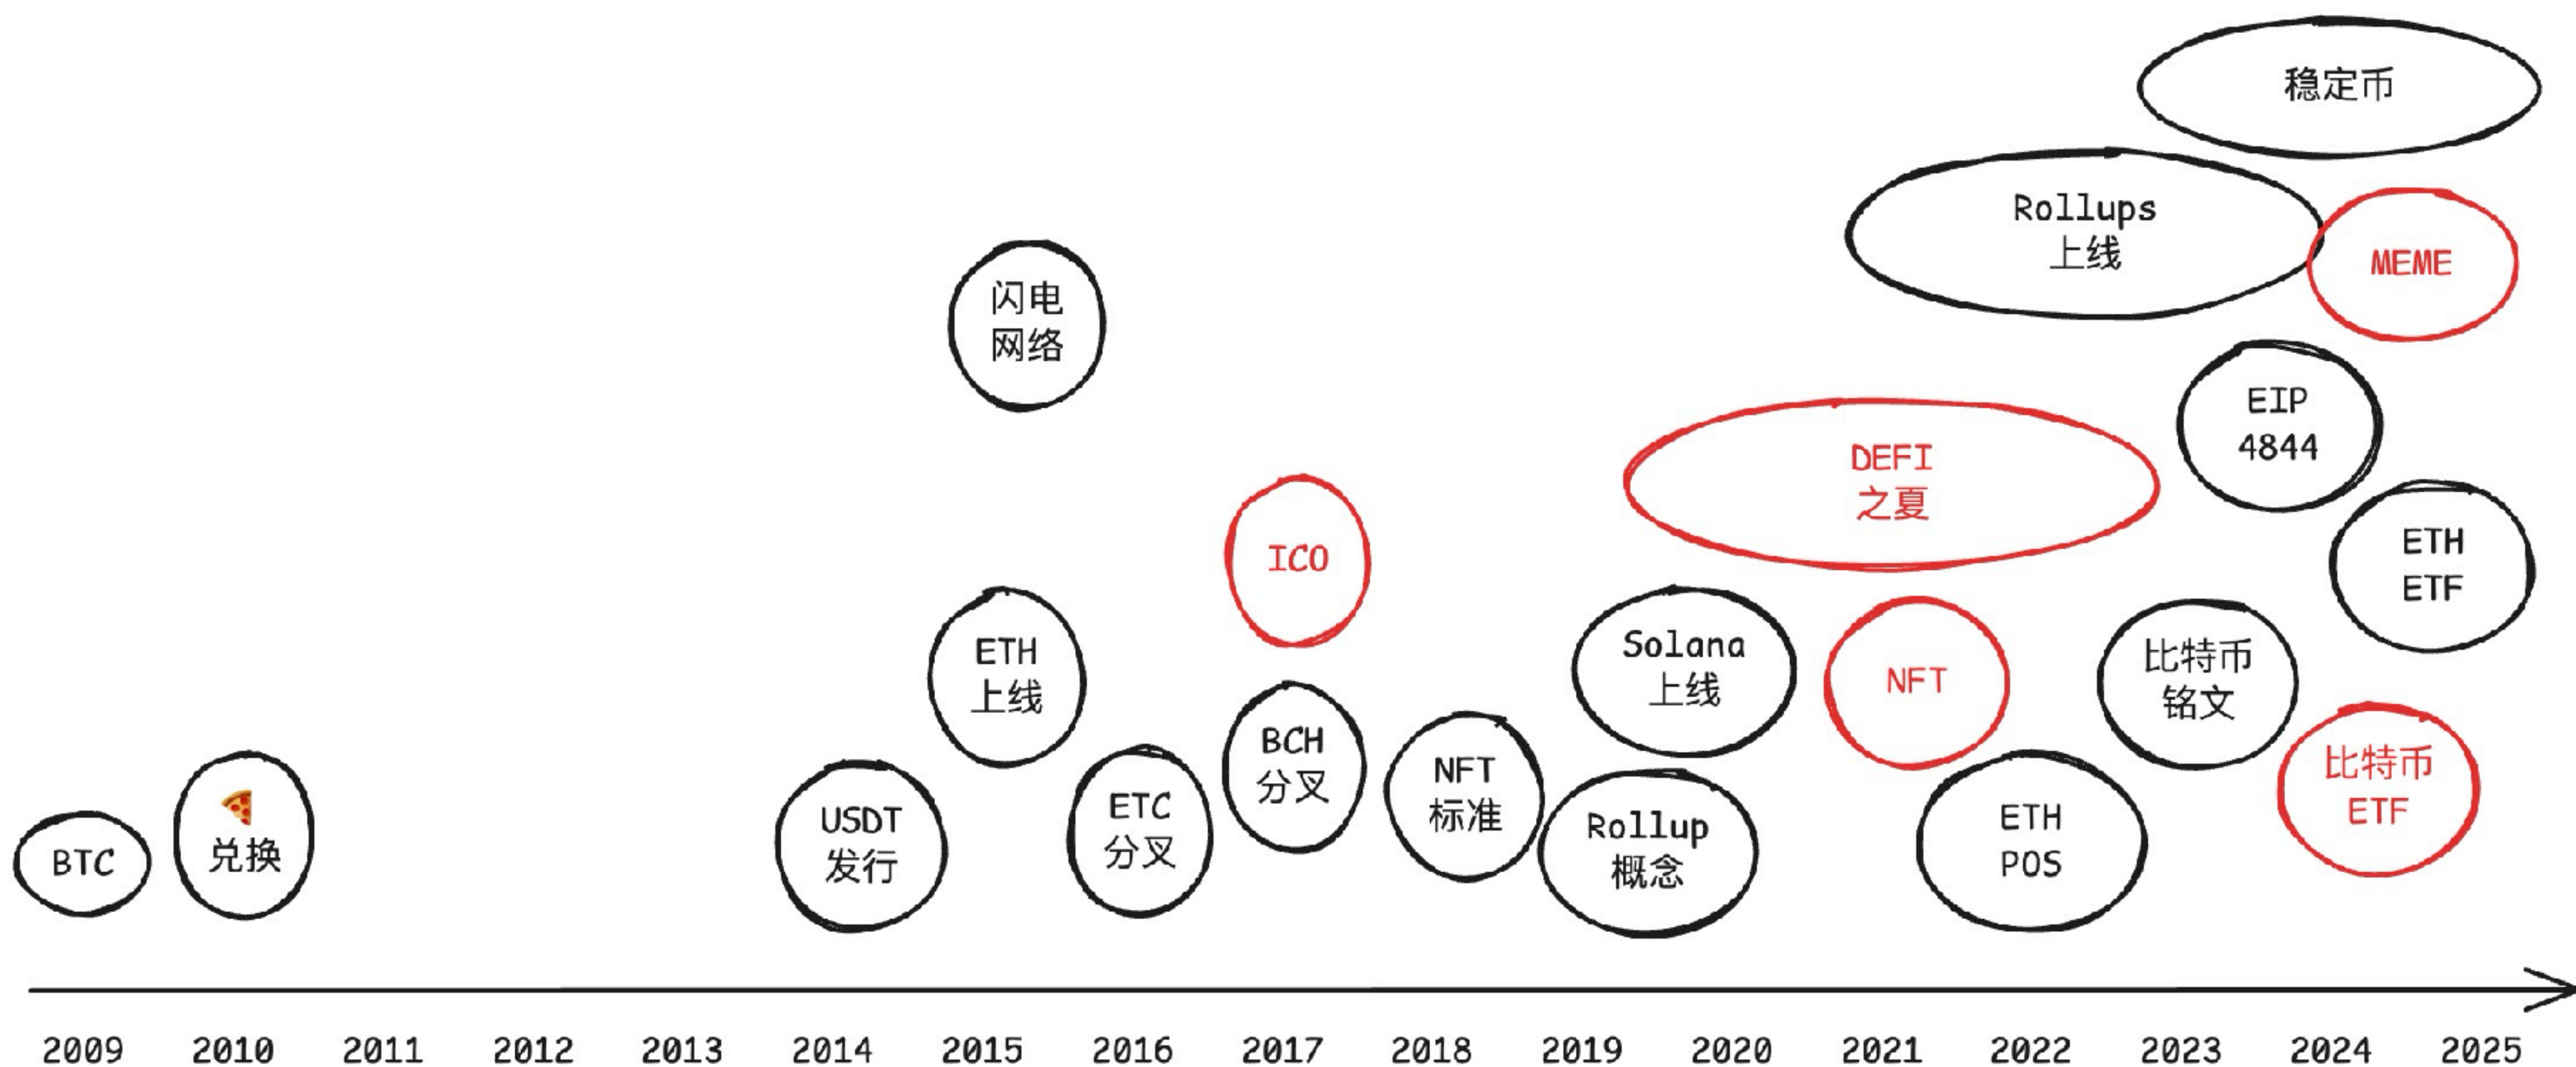 稳定币
Rollups
上线
MEME
闪电
网络
EIP
4844
DEFI
之夏
ICO
ETH
ETF
ETH
上线
Solana
上线
NFT
比特币
铭文
BCH
分叉
NFT
标准
比特币
ETF
BTC
兑换
USDT
发行
ETC
分叉
Rollup
概念
ETH
POS
2009 2010 2011 2012 2013 2014 2015 2016 2017 2018 2019 2020 2021 2022 2023 2024 2025